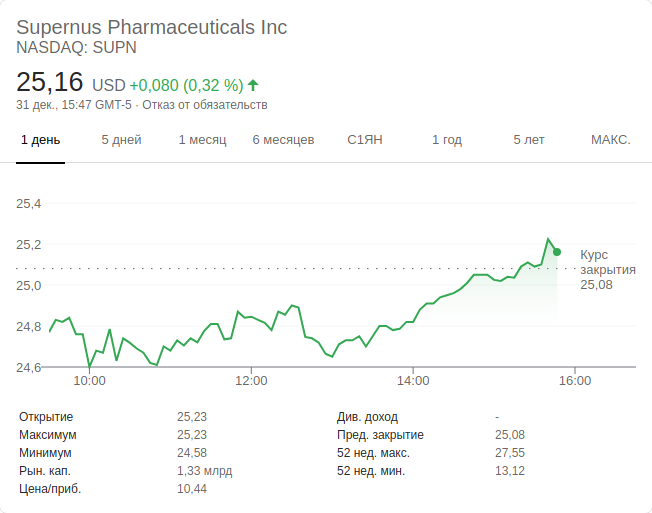 Supernus Pharmaceuticals Inc
NASDAQ: SUPN
25,16 USD +0,080 (0,32 %)
31 дек., 15:47 GMT-5 · Отказ от обязательств
1 день 5 дней 1 месяц 6 месяцев С1ЯН 1 год 5 лет МАКС.
25,4
25,2
25,0
24,8
24,6
Курс
закрытия
25,08
10:00 12:00 14:00 16:00
Открытие 25,23
Максимум 25,23
Минимум 24,58
Рын. кап. 1,33 млрд
Цена/приб. 10,44
Див. доход -
Пред. закрытие 25,08
52 нед. макс. 27,55
52 нед. мин. 13,12